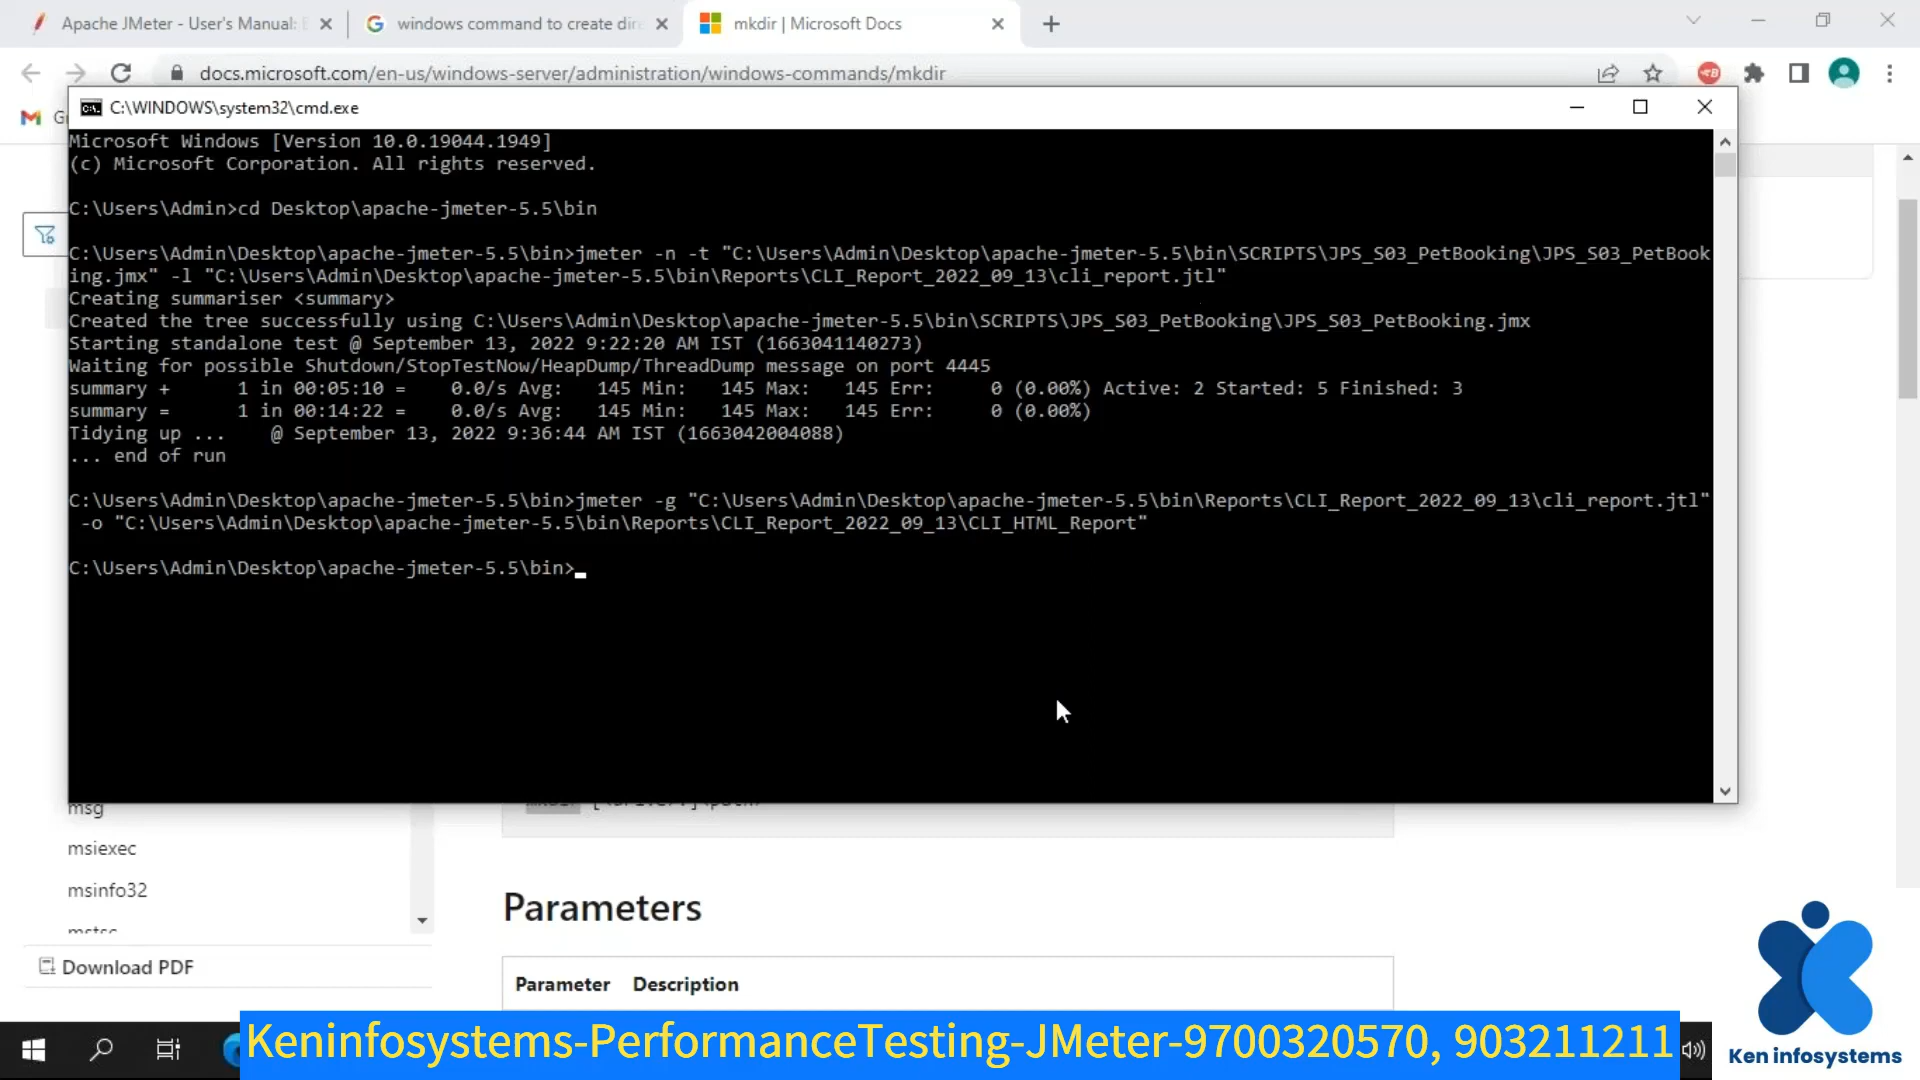 Apache JMeter - User's Manual:
windows command to create dire
mkdir | Microsoft Docs
docs.microsoft.com/en-us/windows-server/administration/windows-commands/mkdir
C:\WINDOWS\system32\cmd.exe
Microsoft Windows [Version 10.0.19044.1949]
(c) Microsoft Corporation. All rights reserved.
C:\Users\Admin>cd Desktop\apache-jmeter-5.5\bin
C:\Users\Admin\Desktop\apache-jmeter-5.5\bin>jmeter -n -t "C:\Users\Admin\Desktop\apache-jmeter-5.5\bin\SCRIPTS\JPS_S03_PetBooking\JPS_S03_PetBook
ing.jmx" -l "C:\Users\Admin\Desktop\apache-jmeter-5.5\bin\Reports\CLI_Report_2022_09_13\cli_report.jtl"
Creating summariser <summary>
Created the tree successfully using C:\Users\Admin\Desktop\apache-jmeter-5.5\bin\SCRIPTS\JPS_S03_PetBooking\JPS_S03_PetBooking.jmx
Starting standalone test @ September 13, 2022 9:22:20 AM IST (1663041140273)
Waiting for possible Shutdown/StopTestNow/HeapDump/ThreadDump message on port 4445
summary +      1 in 00:05:10 =    0.0/s Avg:   145 Min:   145 Max:   145 Err:     0 (0.00%) Active: 2 Started: 5 Finished: 3
summary =      1 in 00:14:22 =    0.0/s Avg:   145 Min:   145 Max:   145 Err:     0 (0.00%)
Tidying up ...    @ September 13, 2022 9:36:44 AM IST (1663042004088)
... end of run
C:\Users\Admin\Desktop\apache-jmeter-5.5\bin>jmeter -g "C:\Users\Admin\Desktop\apache-jmeter-5.5\bin\Reports\CLI_Report_2022_09_13\cli_report.jtl"
-o "C:\Users\Admin\Desktop\apache-jmeter-5.5\bin\Reports\CLI_Report_2022_09_13\CLI_HTML_Report"
C:\Users\Admin\Desktop\apache-jmeter-5.5\bin>
msg
msiexec
msinfo32
mstsc
Download PDF
Parameters
Parameter Description
Keninfosystems-PerformanceTesting-JMeter-9700320570, 903211211
Ken infosystems